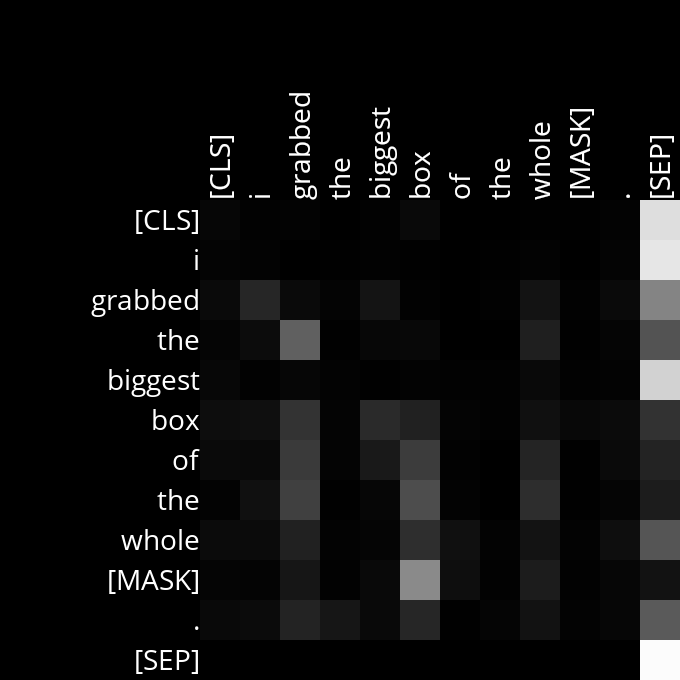 [CLS] i grabbed the biggest box of the whole [MASK] . [SEP]
[CLS]
i
grabbed
the
biggest
box
of
the
whole
[MASK]
.
[SEP]